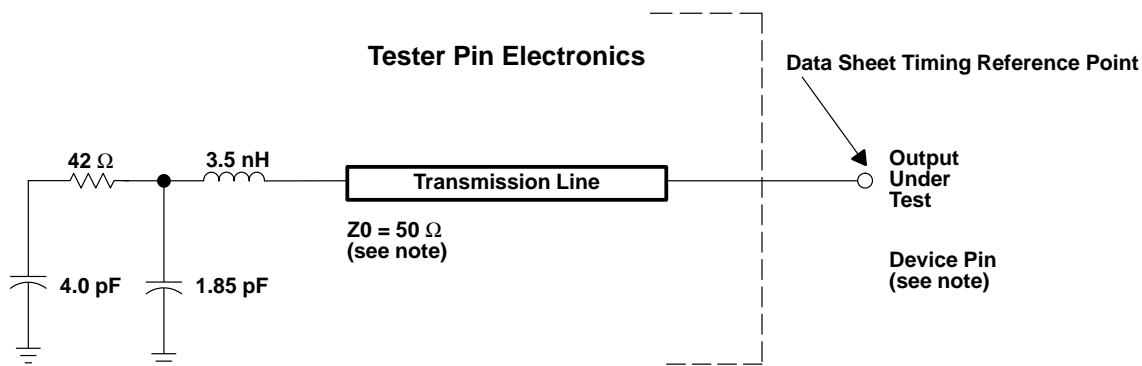 Tester Pin Electronics
Data Sheet Timing Reference Point
42 Ω
3.5 nH
Transmission Line
Output
Under
Test
Z0 = 50 Ω
(see note)
Device Pin
(see note)
4.0 pF
1.85 pF